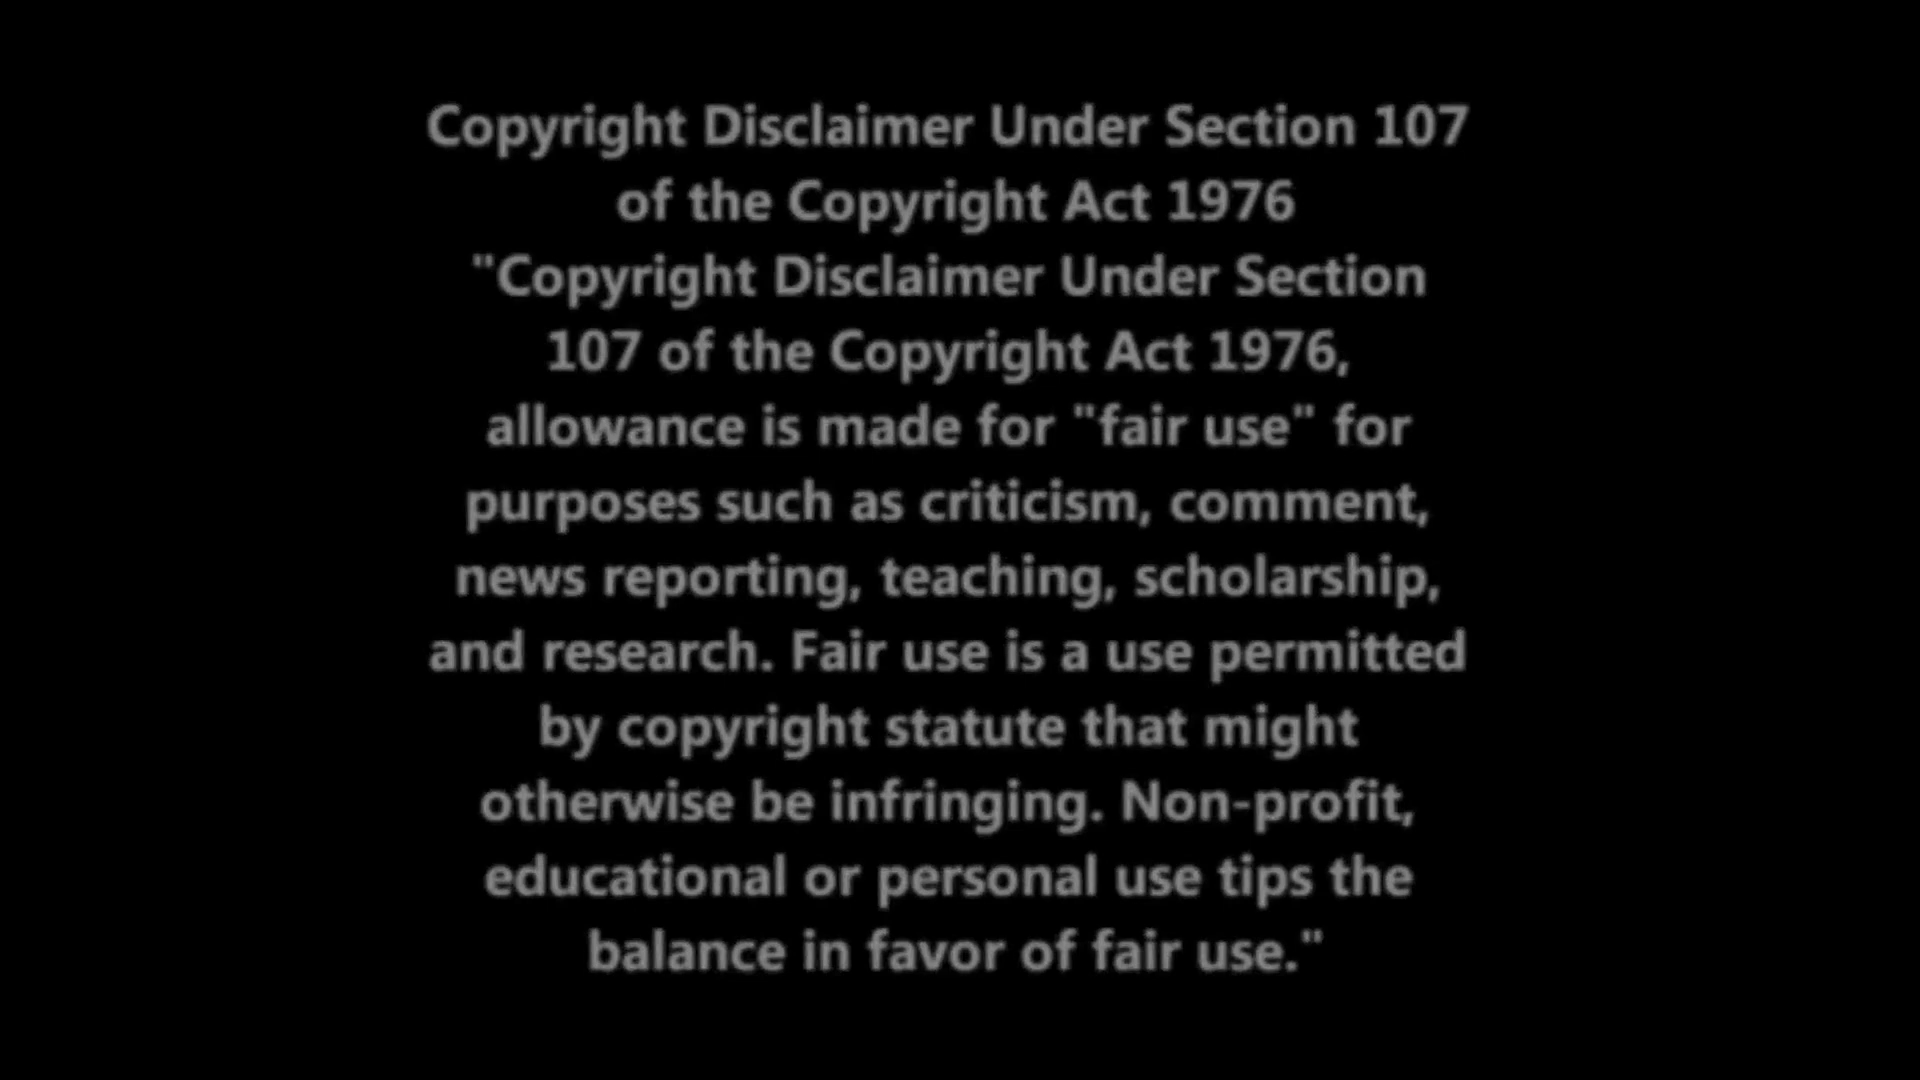 Copyright Disclaimer Under Section 107
of the Copyright Act 1976
"Copyright Disclaimer Under Section
107 of the Copyright Act 1976,
allowance is made for "fair use" for
purposes such as criticism, comment,
news reporting, teaching, scholarship,
and research. Fair use is a use permitted
by copyright statute that might
otherwise be infringing. Non-profit,
educational or personal use tips the
balance in favor of fair use."